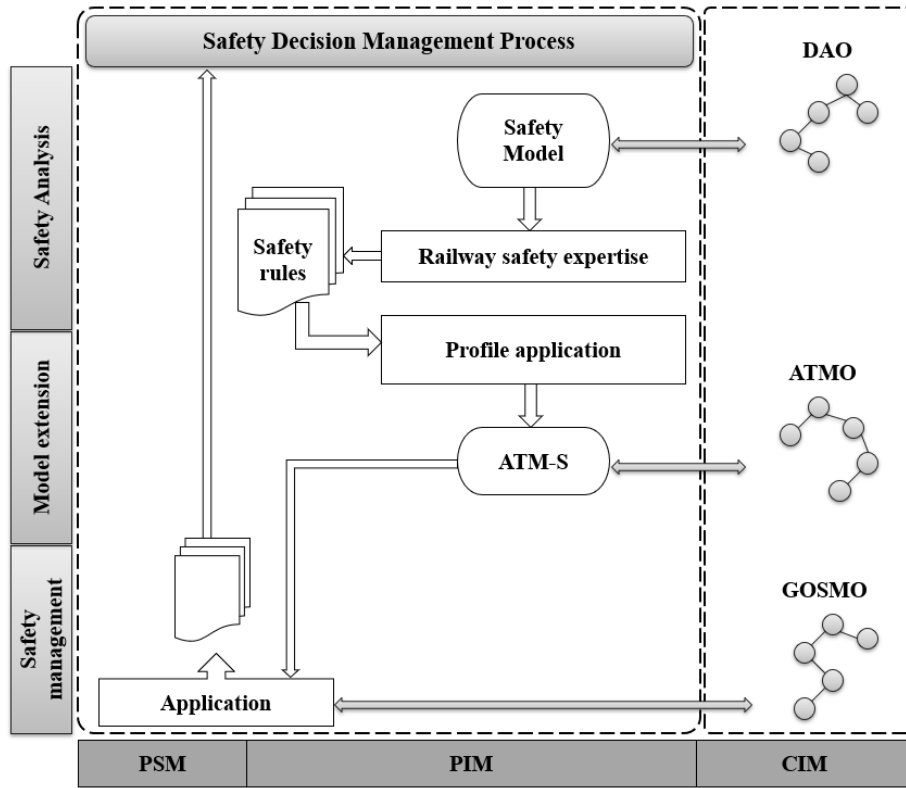 Safety Decision Management Process
DAO
Safety Analysis
Safety
Model
Safety
rules
Railway safety expertise
Profile application
Model extension
ATMO
ATM-S
Safety
management
GOSMO
Application
PSM
PIM
CIM